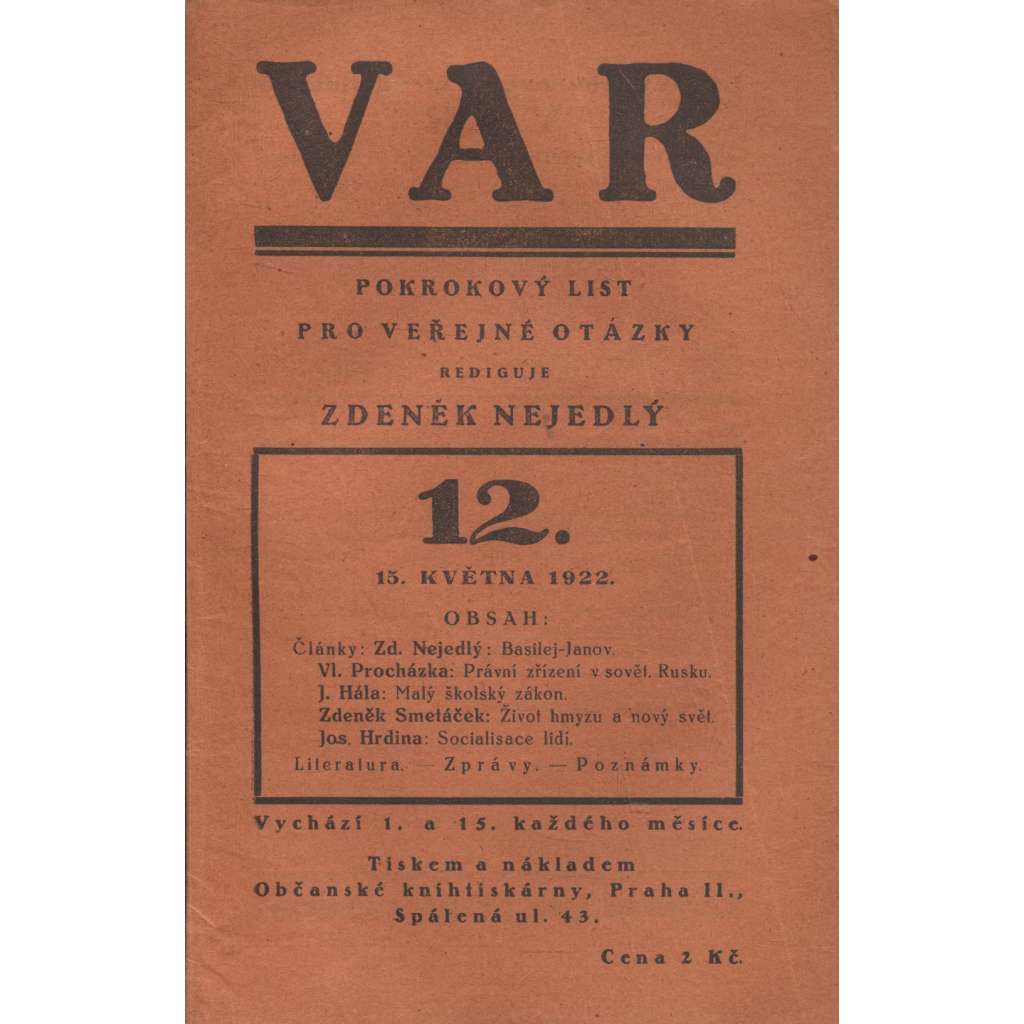 VAR
POKROKOVÝ LIST
PRO VEŘEJNÉ OTÁZKY
REDIGUJE
ZDENĚK NEJEDLÝ
12.
15. KVĚTNA 1922.
OBSAH:
Články: Zd. Nejedlý: Basilej-Janov.
Vl. Procházka: Právní zřízení v sovět. Rusku.
J. Hála: Malý školský zákon.
Zdeněk Smetáček: Život hmyzu a nový svět.
Jos. Hrdina: Socialisace lidí.
Literatura. — Zprávy. — Poznámky.
Vychází 1. a 15. každého měsíce.
Tiskem a nákladem
Občanské knihtiskárny, Praha II.,
Spálená ul. 43.
Cena 2 Kč.